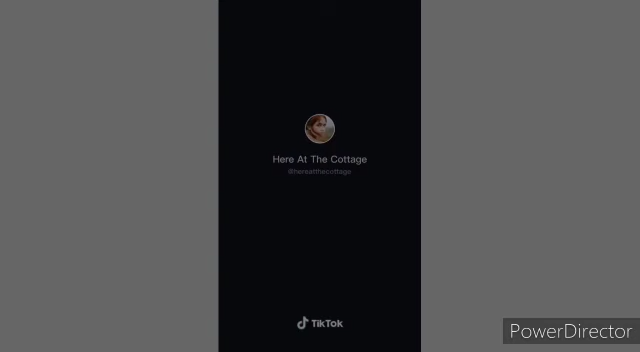 Here At The Cottage
@hereatthecottage
TikTok
PowerDirector